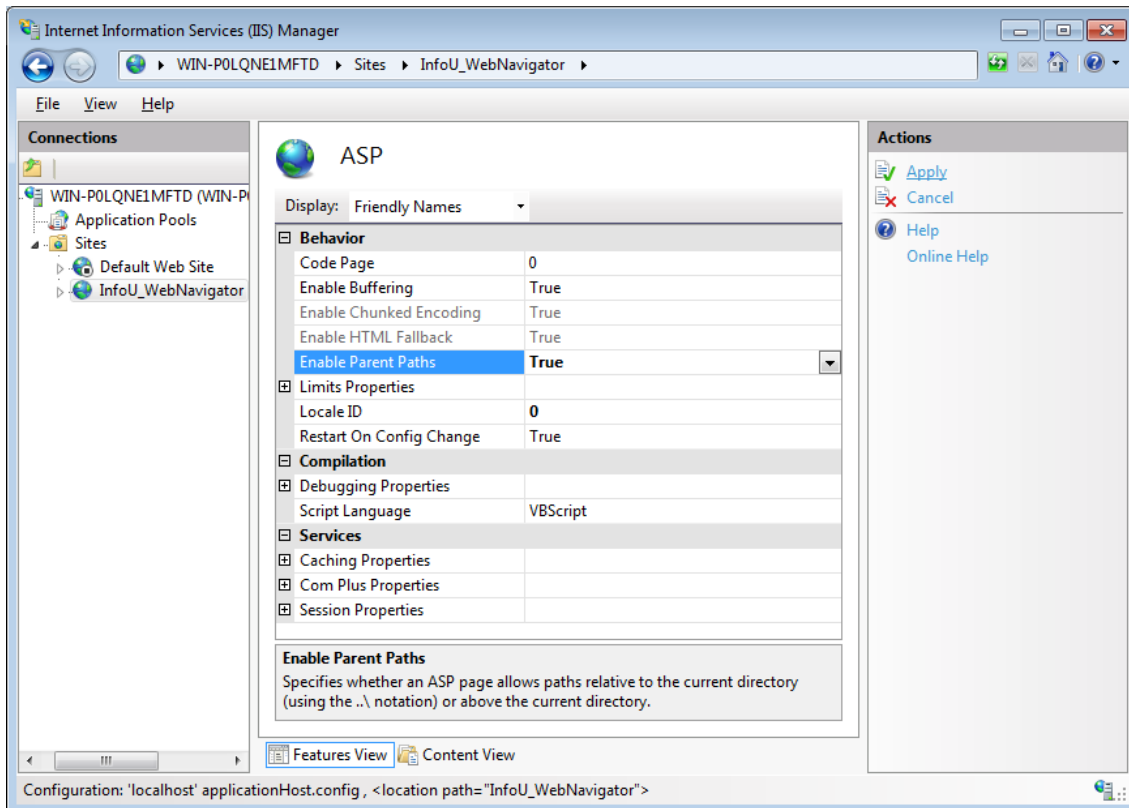 Internet Information Services (IIS) Manager
WIN-P0LQNE1MFTD Sites InfoU_WebNavigator
File View Help
Connections
WIN-P0LQNE1MFTD (WIN-P
Application Pools
Sites
Default Web Site
InfoU_WebNavigator
ASP
Display: Friendly Names
Behavior
Code Page 0
Enable Buffering True
Enable Chunked Encoding True
Enable HTML Fallback True
Enable Parent Paths True
Limits Properties
Locale ID 0
Restart On Config Change True
Compilation
Debugging Properties
Script Language VBScript
Services
Caching Properties
Com Plus Properties
Session Properties
Enable Parent Paths
Specifies whether an ASP page allows paths relative to the current directory
(using the ..\ notation) or above the current directory.
Features View Content View
Actions
Apply
Cancel
Help
Online Help
Configuration: 'localhost' applicationHost.config , <location path="InfoU_WebNavigator">